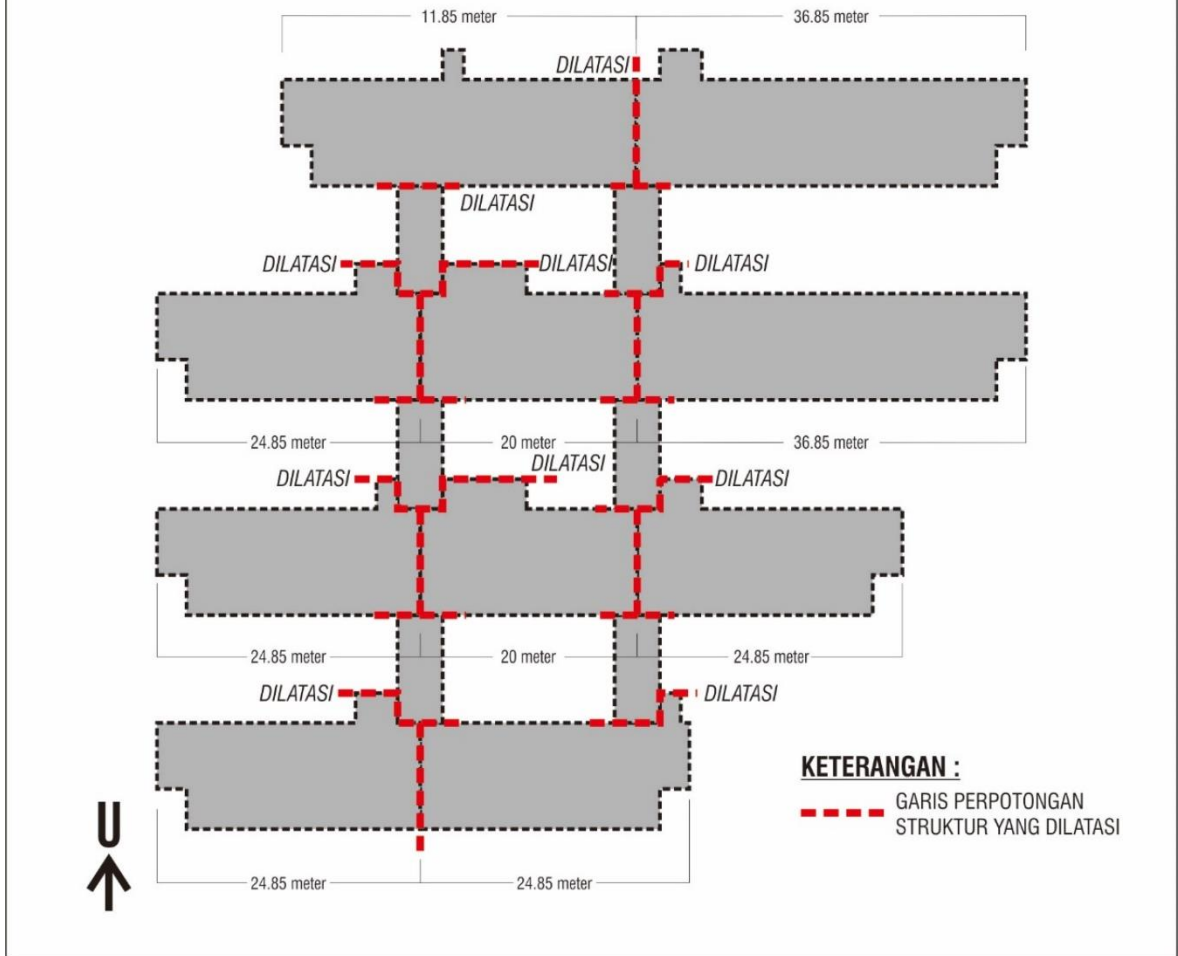 11.85 meter
36.85 meter
DILATASI
DILATASI
DILATASI
DILATASI
DILATASI
24.85 meter
20 meter
36.85 meter
DILATASI
DILATASI
DILATASI
24.85 meter
20 meter
24.85 meter
DILATASI
DILATASI
KETERANGAN :
GARIS PERPOTONGAN
STRUKTUR YANG DILATASI
U
24.85 meter
24.85 meter